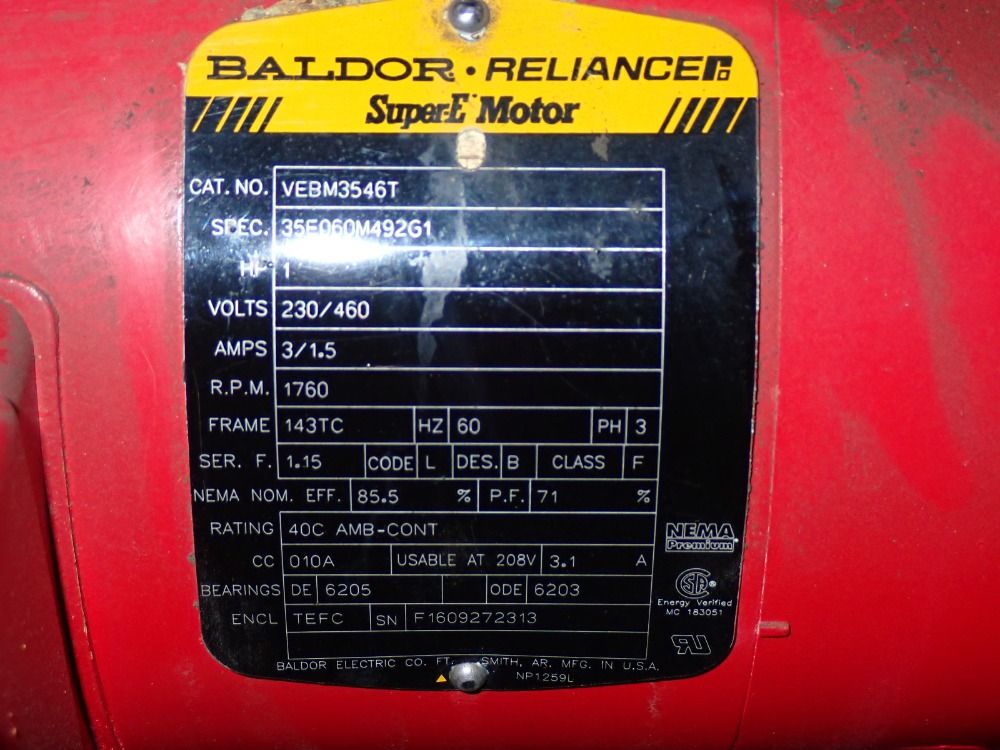 BALDOR · RELIANCE
Super-E Motor
CAT. NO. VEBM3546T
SPEC. 35E060M492G1
HP 1
VOLTS 230/460
AMPS 3/1.5
R.P.M. 1760
FRAME 143TC HZ 60 PH 3
SER. F. 1.15 CODE L DES. B CLASS F
NEMA NOM. EFF. 85.5 % P.F. 71 %
RATING 40C AMB-CONT
CC 010A USABLE AT 208V 3.1 A
BEARINGS DE 6205 ODE 6203
ENCL TEFC SN F1609272313
NEMA
Premium
Energy Verified
MC 183051
BALDOR ELECTRIC CO. FT. SMITH, AR. MFG. IN U.S.A.
NP1259L